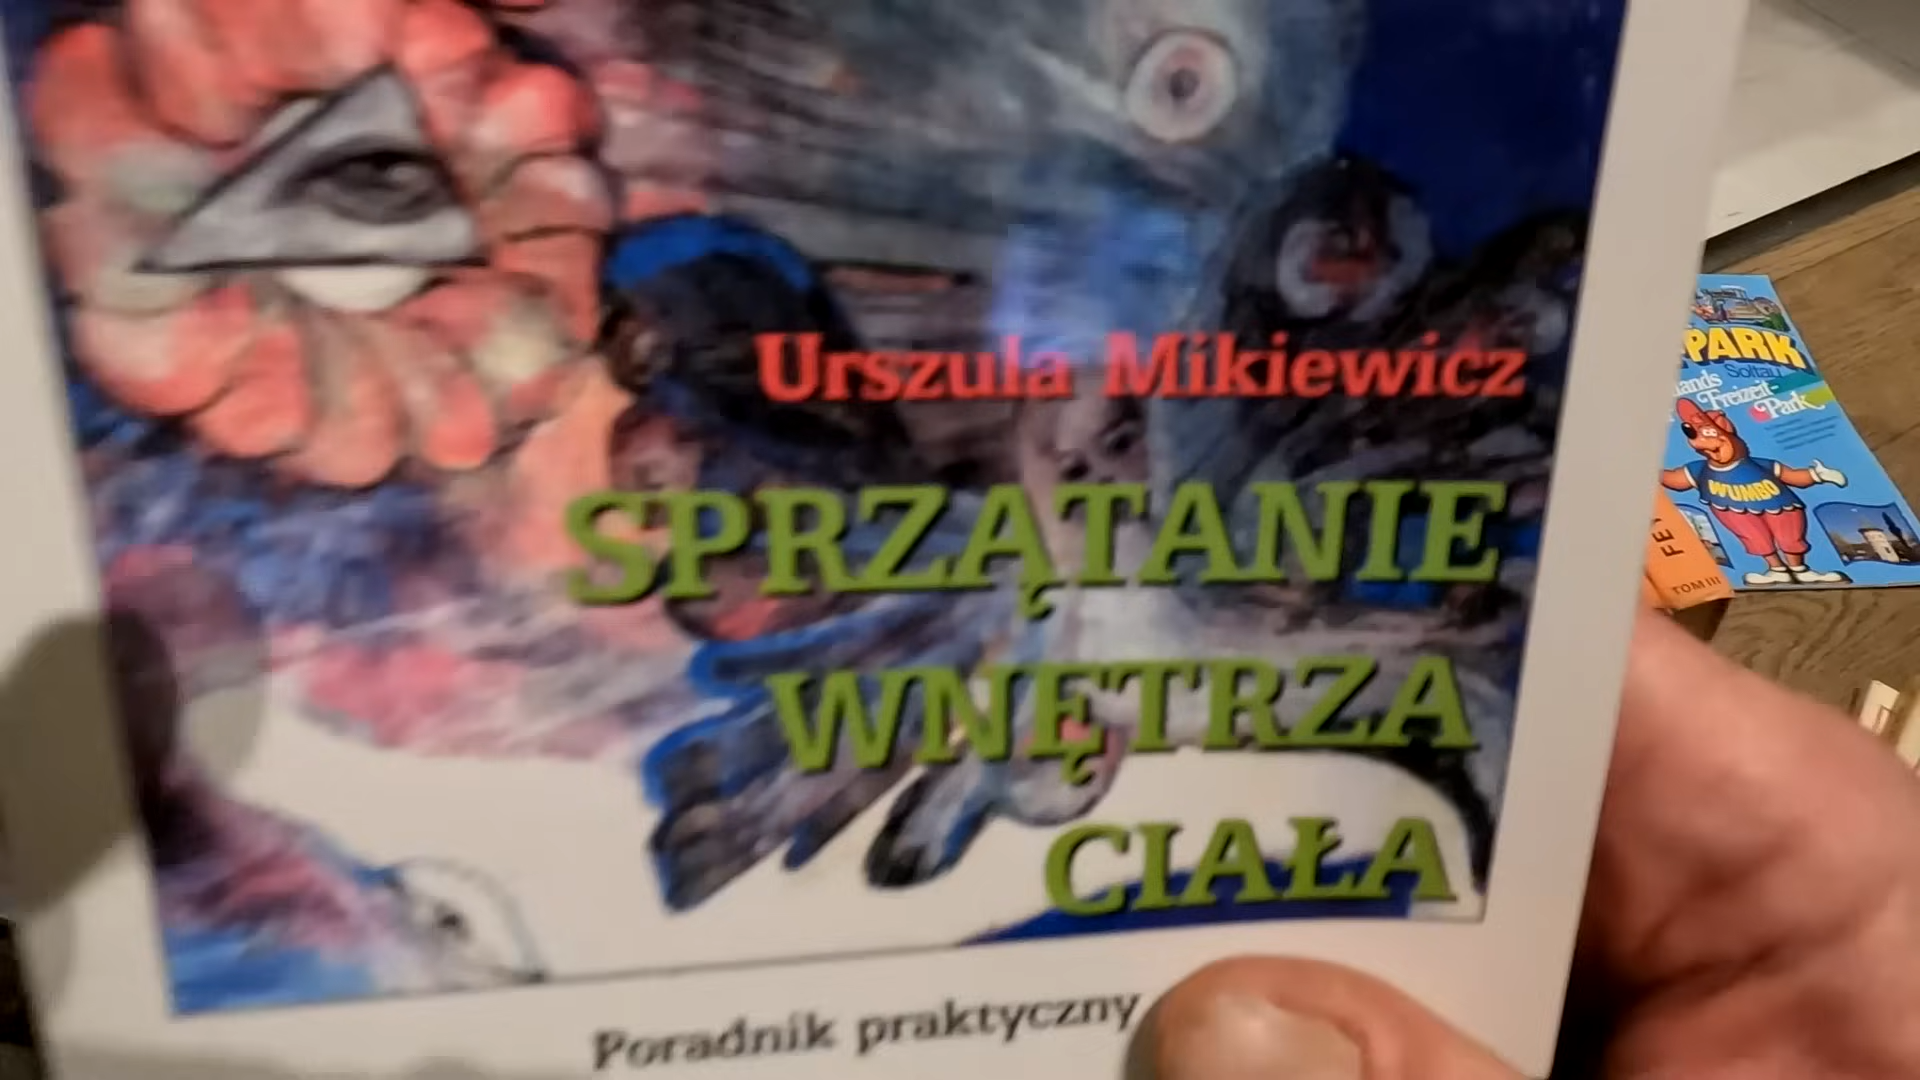 Urszula Mikiewicz
SPRZĄTANIE
WNĘTRZA
CIAŁA
Poradnik praktyczny
PARK
Soltau
Freizeit-
Park
WUMBO
TOM III